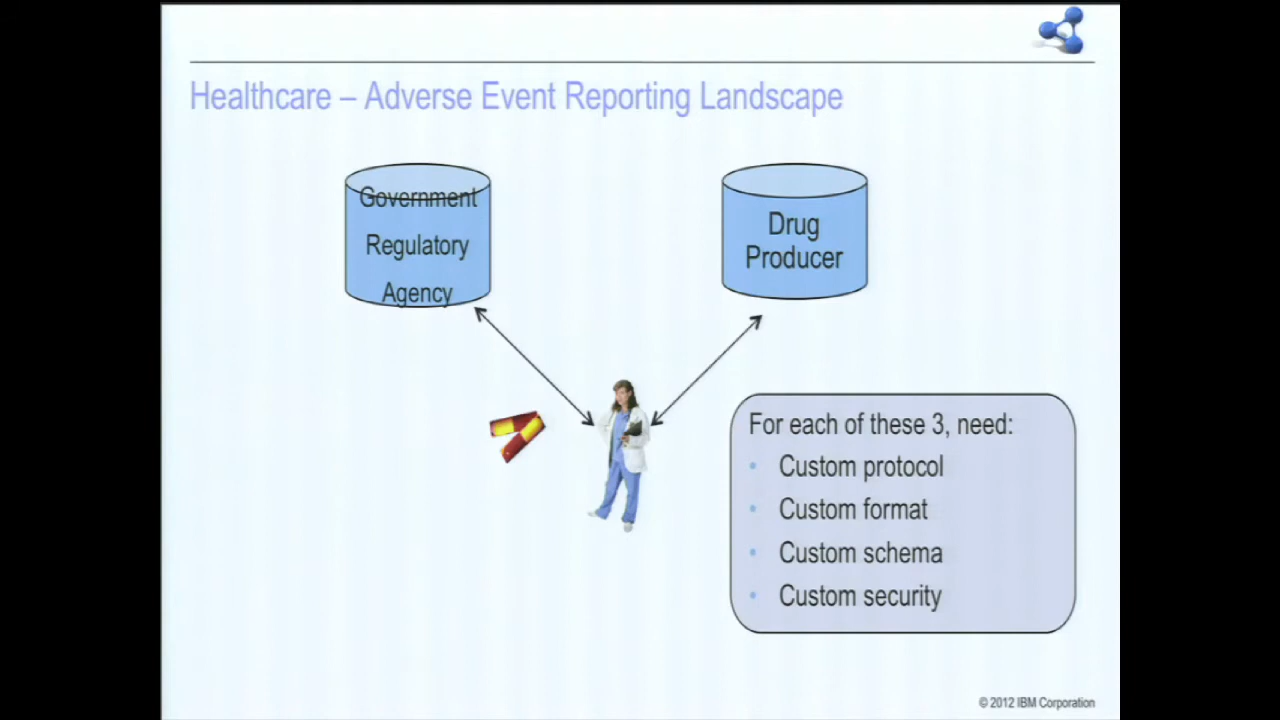 Healthcare – Adverse Event Reporting Landscape
Government
Regulatory
Agency
Drug
Producer
For each of these 3, need:
• Custom protocol
• Custom format
• Custom schema
• Custom security
© 2012 IBM Corporation